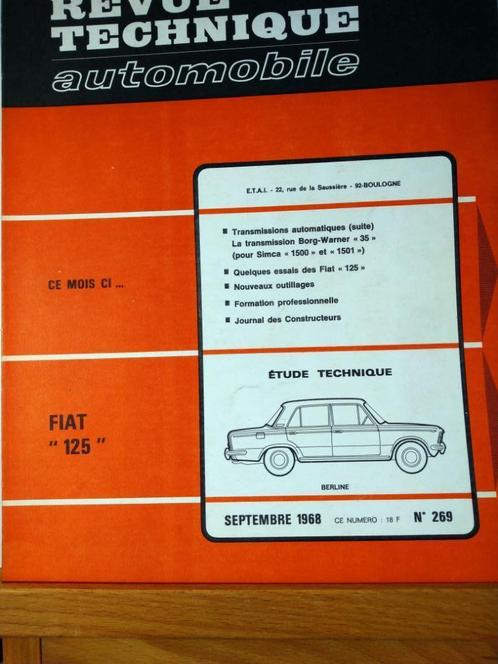 REVUE
TECHNIQUE
automobile
E.T.A.I. - 22, rue de la Saussière - 92-BOULOGNE
■ Transmissions automatiques (suite)
La transmission Borg-Warner « 35 »
(pour Simca « 1500 » et « 1501 »)
■ Quelques essais des Fiat « 125 »
■ Nouveaux outillages
■ Formation professionnelle
■ Journal des Constructeurs
CE MOIS CI ...
ÉTUDE TECHNIQUE
FIAT
" 125 "
BERLINE
SEPTEMBRE 1968 CE NUMERO : 18 F N° 269